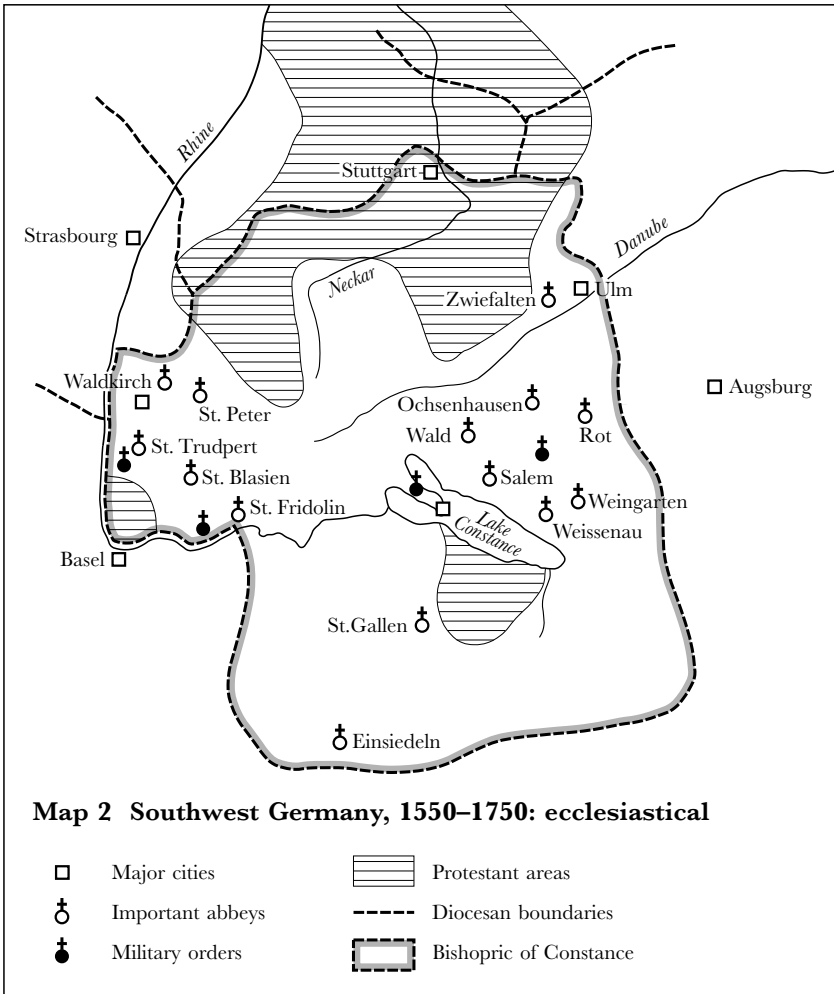 Rhine
Stuttgart
Strasbourg
Danube
Neckar
Zwiefalten
Ulm
Waldkirch
Augsburg
St. Peter
Ochsenhausen
Rot
Wald
St. Trudpert
St. Blasien
Salem
Weingarten
St. Fridolin
Lake
Constance
Weissenau
Basel
St.Gallen
Einsiedeln
Map 2 Southwest Germany, 1550–1750: ecclesiastical
Major cities
Protestant areas
Important abbeys
Diocesan boundaries
Military orders
Bishopric of Constance